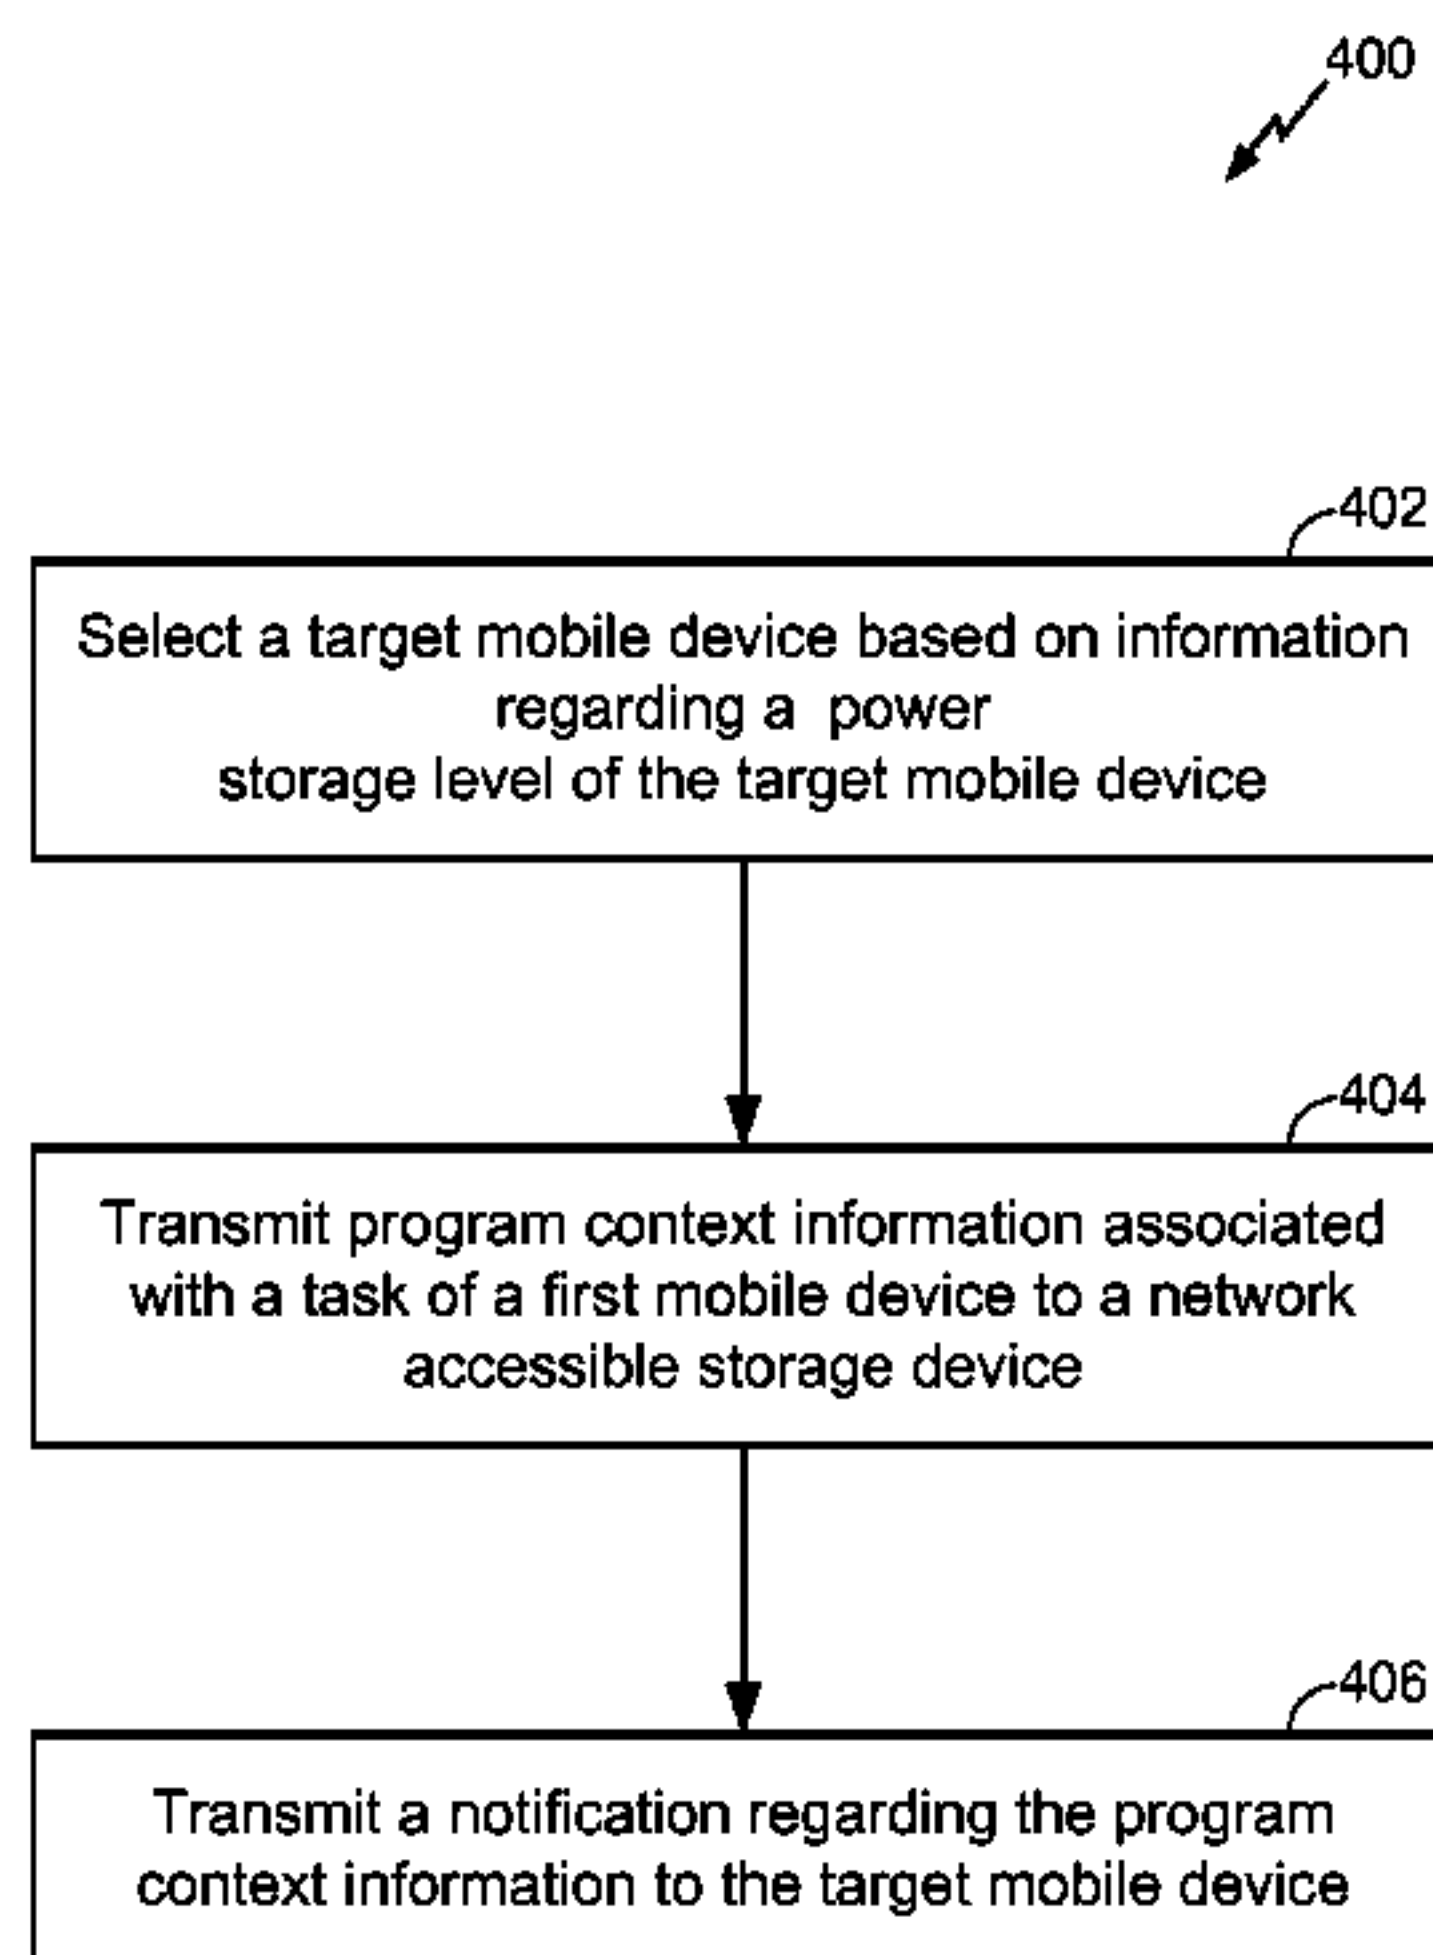 400
402
Select a target mobile device based on information
regarding a power
storage level of the target mobile device
404
Transmit program context information associated
with a task of a first mobile device to a network
accessible storage device
406
Transmit a notification regarding the program
context information to the target mobile device